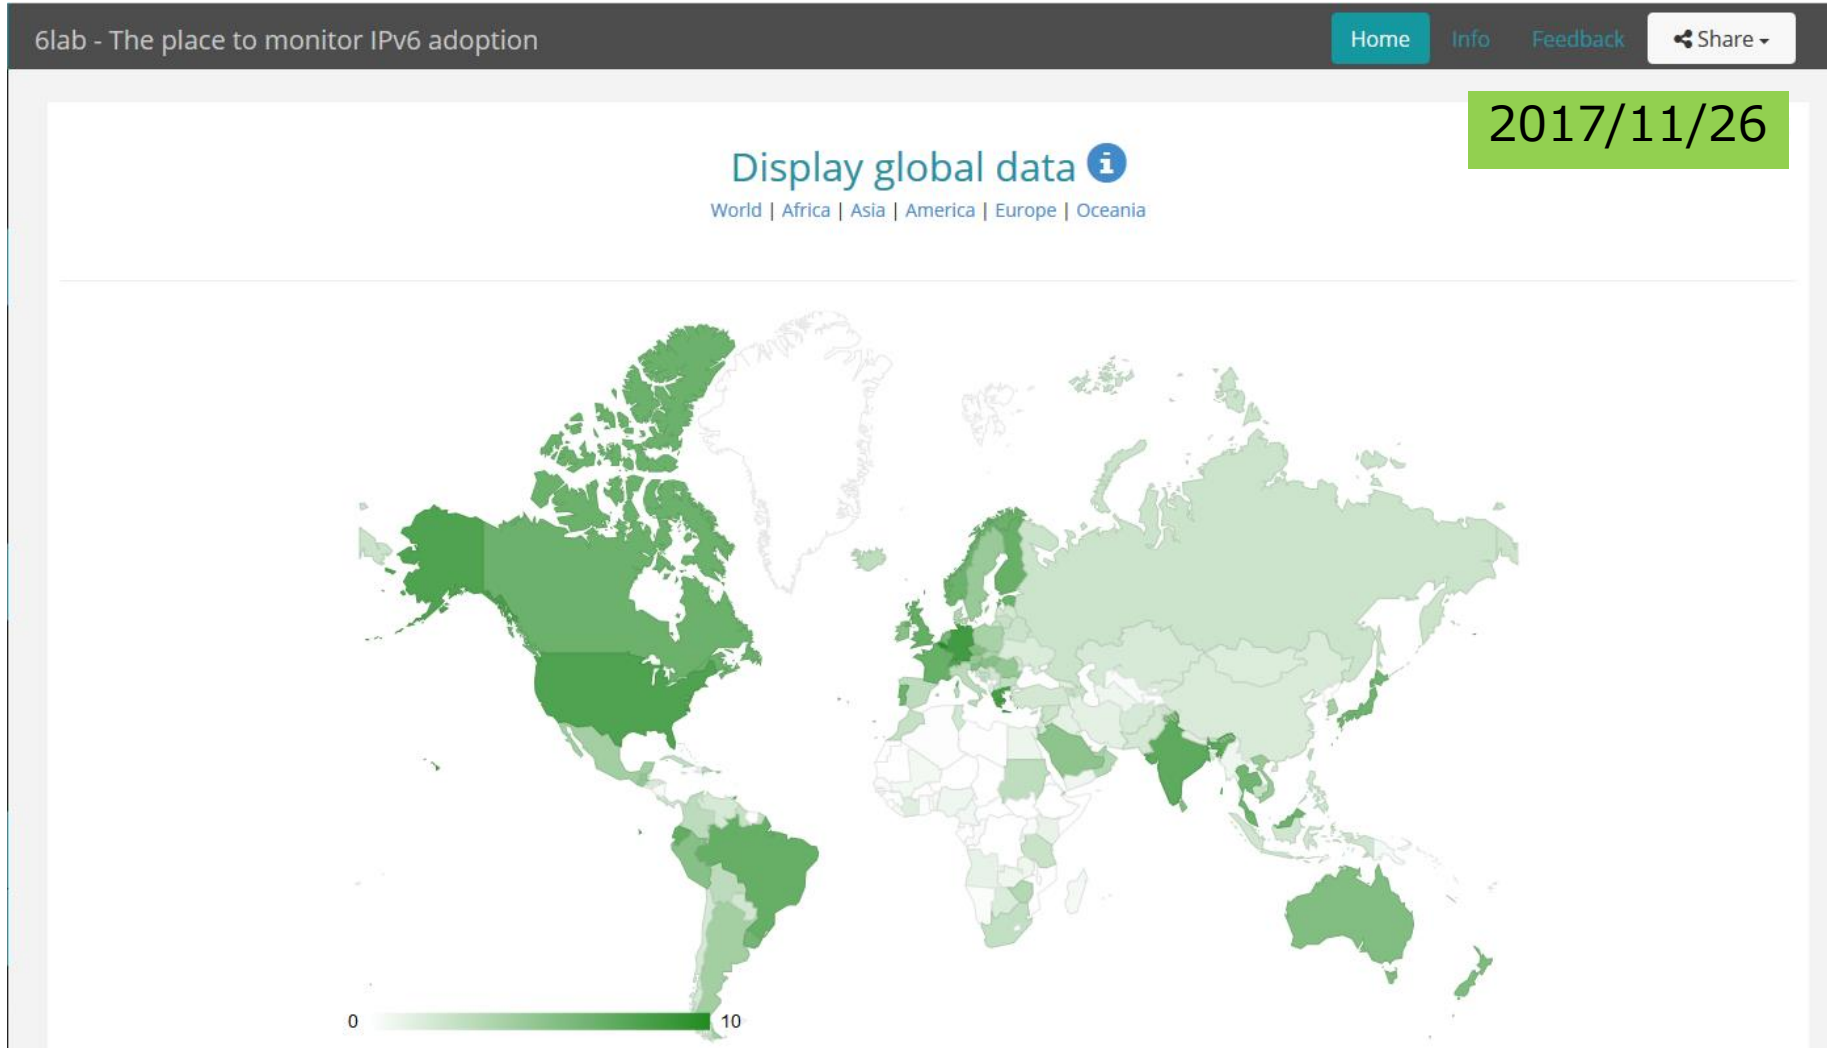 6lab - The place to monitor IPv6 adoption
Home Info Feedback Share
2017/11/26
Display global data
World | Africa | Asia | America | Europe | Oceania
0 10